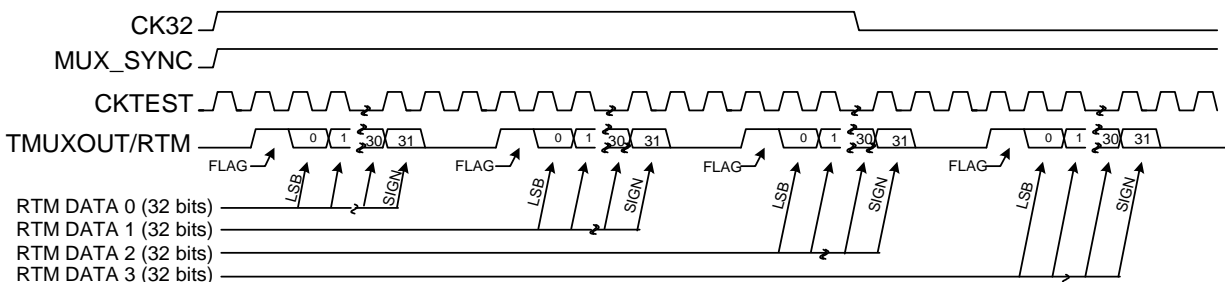 CK32
MUX_SYNC
CKTEST
TMUXOUT/RTM
0 1 30 31 0 1 30 31 0 1 30 31 0 1 30 31
FLAG FLAG FLAG FLAG
LSB SIGN LSB SIGN LSB SIGN LSB SIGN
RTM DATA 0 (32 bits)
RTM DATA 1 (32 bits)
RTM DATA 2 (32 bits)
RTM DATA 3 (32 bits)